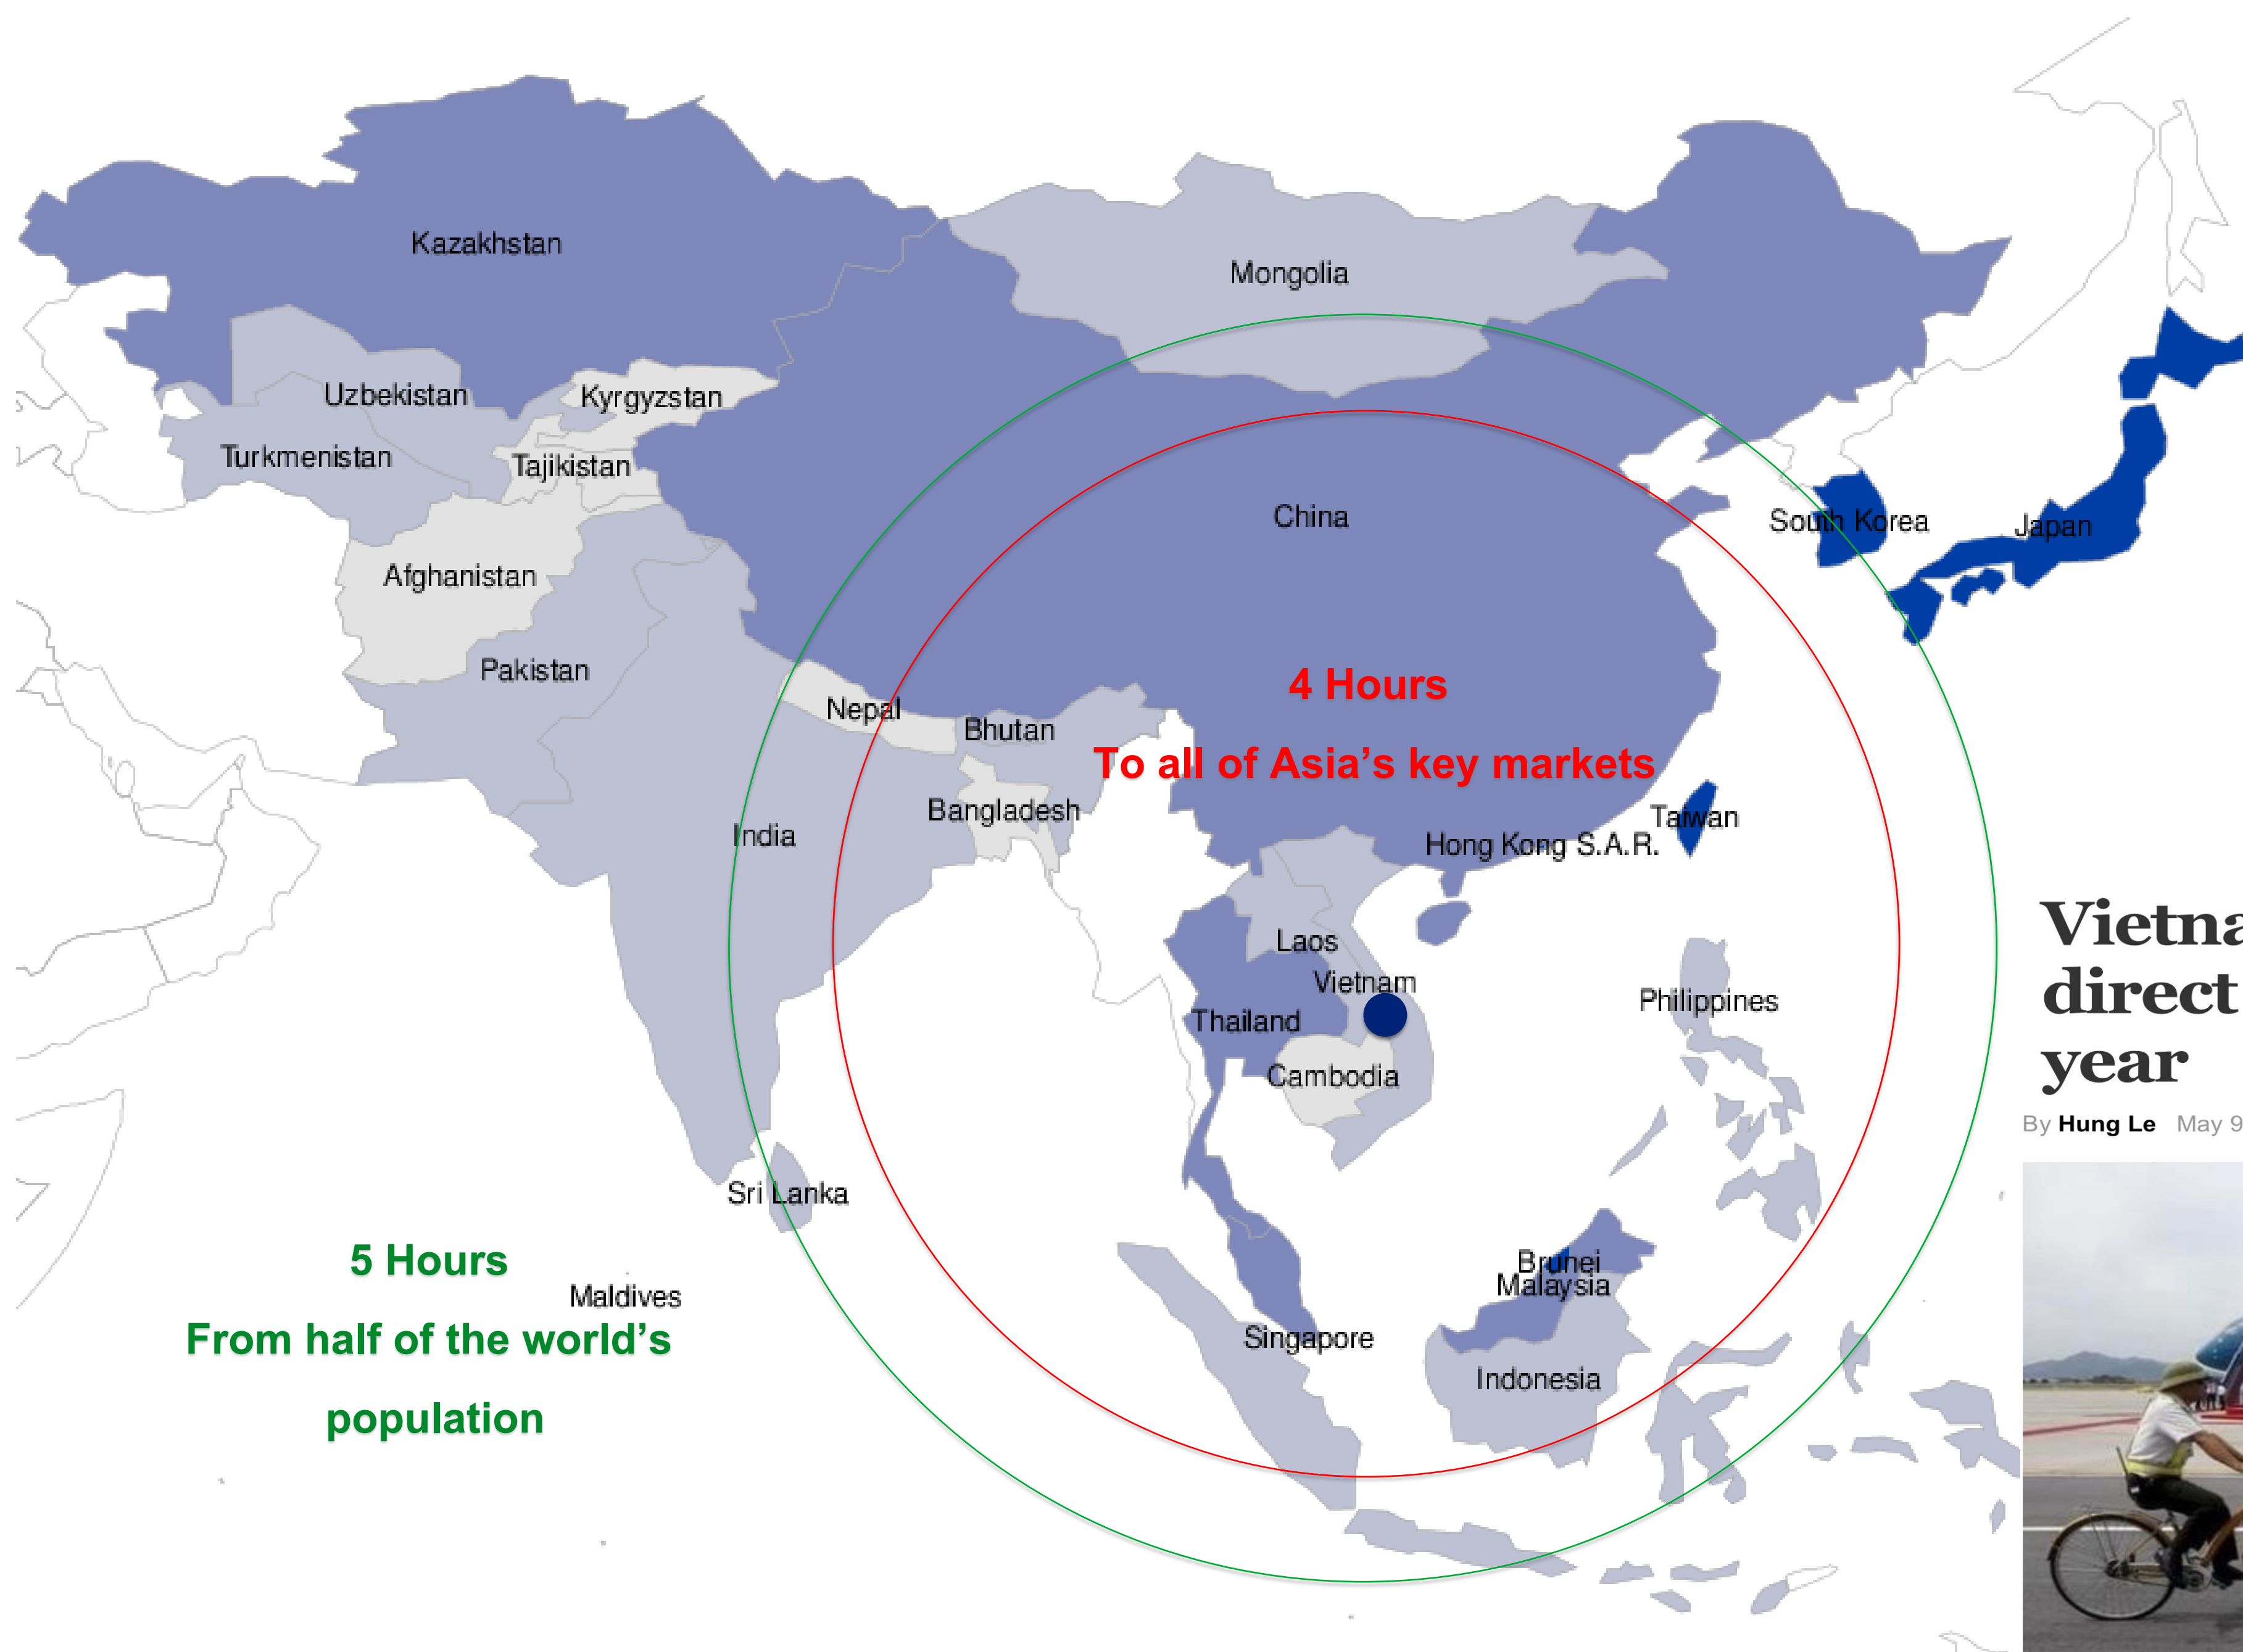 Kazakhstan
Mongolia
Uzbekistan
Kyrgyzstan
Turkmenistan
Tajikistan
China
South Korea
Japan
Afghanistan
Pakistan
4 Hours
Nepal
Bhutan
To all of Asia’s key markets
Bangladesh
Taiwan
India
Hong Kong S.A.R.
Laos
Vietnam
Philippines
Thailand
Cambodia
Sri Lanka
5 Hours
Brunei
Malaysia
Maldives
From half of the world’s
Singapore
Indonesia
population
Vietna
direct
year
By Hung Le May 9